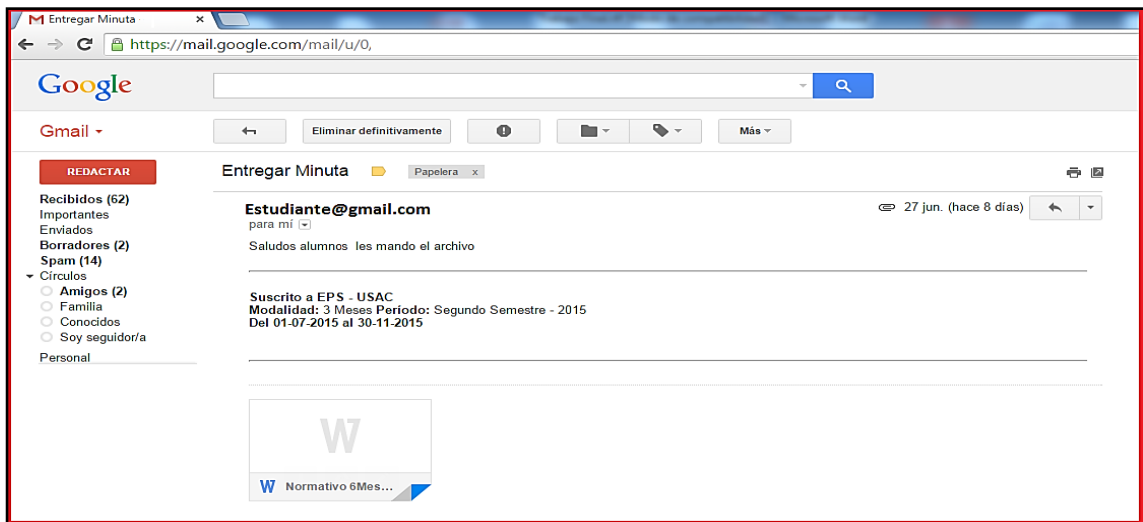 Entregar Minuta x
https://mail.google.com/mail/u/0,
Google
Gmail
Eliminar definitivamente
Más
REDACTAR
Entregar Minuta Papelera x
Recibidos (62)
Importantes
Enviados
Borradores (2)
Spam (14)
Círculos
Amigos (2)
Familia
Conocidos
Soy seguidor/a
Personal
Estudiante@gmail.com
27 jun. (hace 8 días)
para mí
Saludos alumnos les mando el archivo
Suscrito a EPS - USAC
Modalidad: 3 Meses Período: Segundo Semestre - 2015
Del 01-07-2015 al 30-11-2015
W
W Normativo 6Mes...